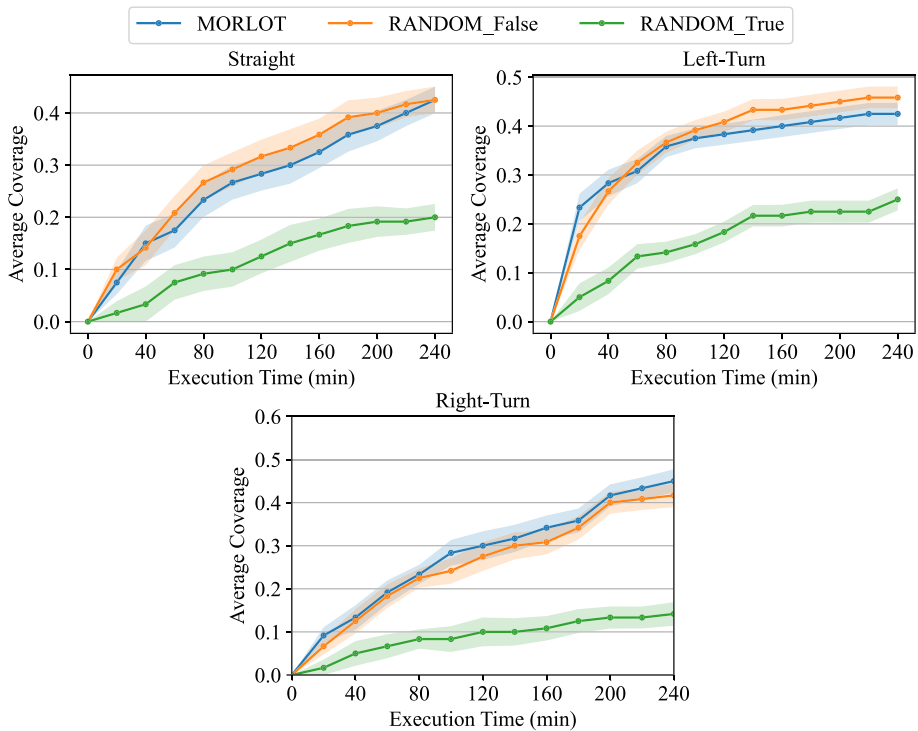 MORLOT RANDOM_False RANDOM_True
Straight
Average Coverage
0.4
0.3
0.2
0.1
0.0
0 40 80 120 160 200 240
Execution Time (min)
Left-Turn
Average Coverage
0.5
0.4
0.3
0.2
0.1
0.0
0 40 80 120 160 200 240
Execution Time (min)
Right-Turn
Average Coverage
0.6
0.5
0.4
0.3
0.2
0.1
0.0
0 40 80 120 160 200 240
Execution Time (min)